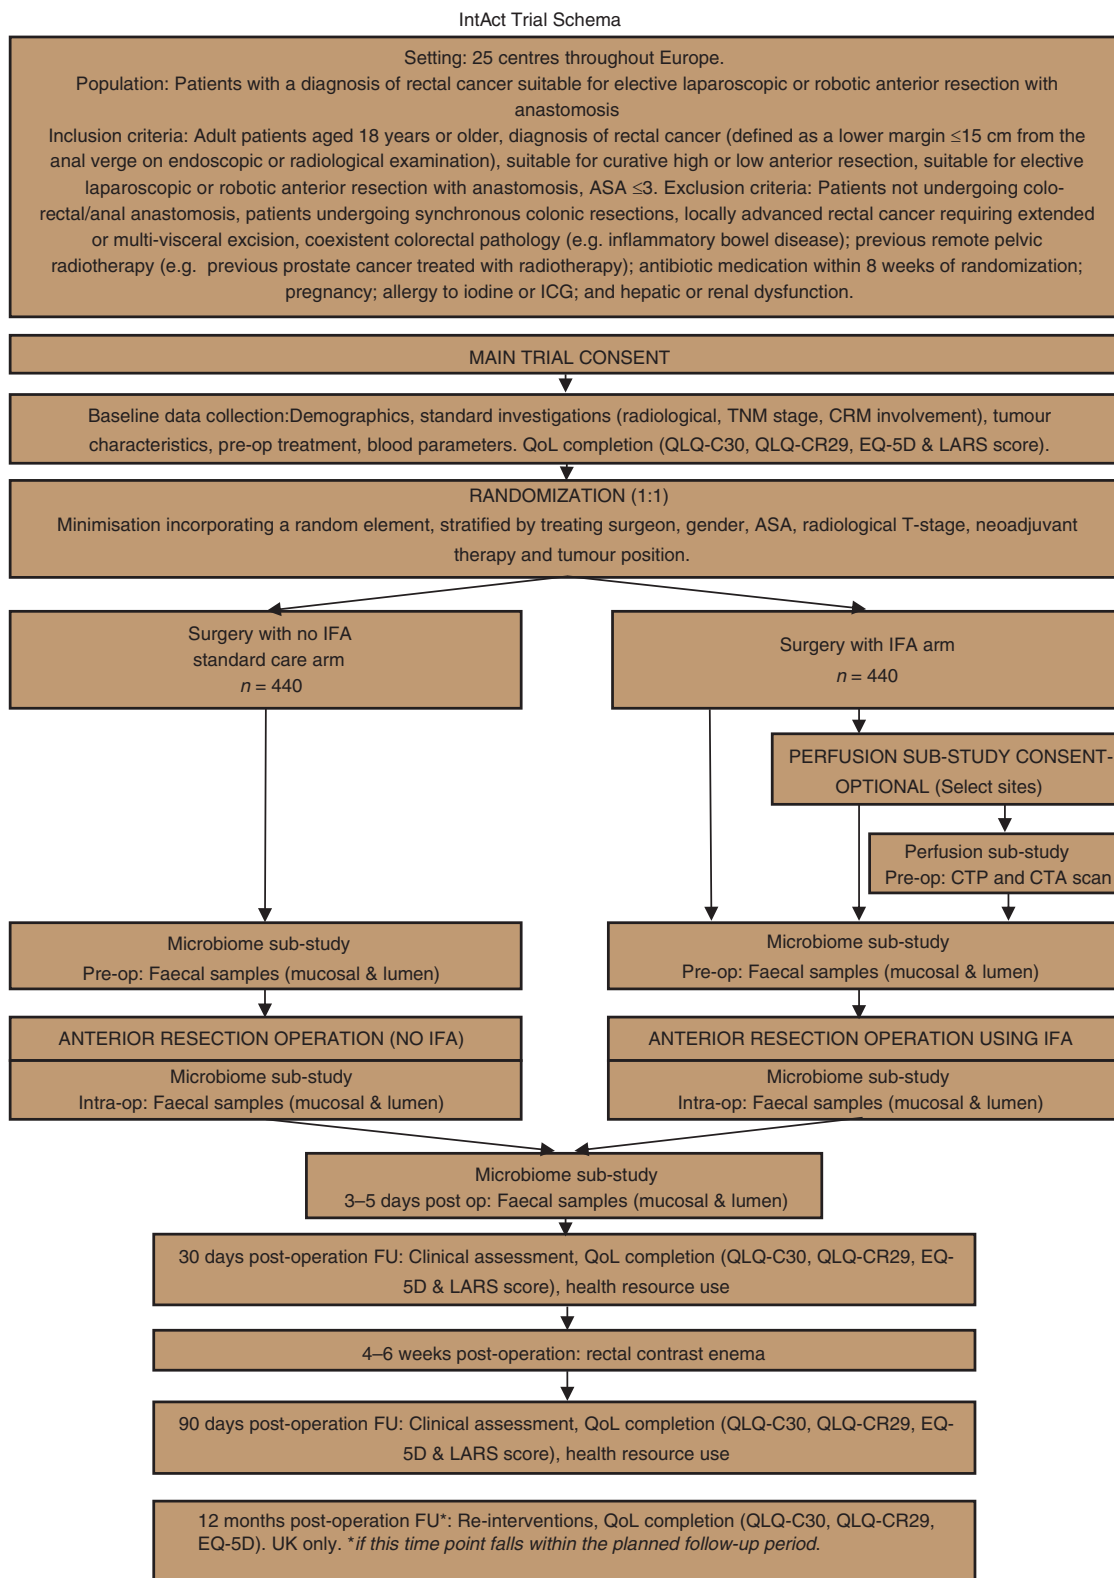 IntAct Trial Schema
Setting: 25 centres throughout Europe.
Population: Patients with a diagnosis of rectal cancer suitable for elective laparoscopic or robotic anterior resection with
anastomosis
Inclusion criteria: Adult patients aged 18 years or older, diagnosis of rectal cancer (defined as a lower margin ≤15 cm from the
anal verge on endoscopic or radiological examination), suitable for curative high or low anterior resection, suitable for elective
laparoscopic or robotic anterior resection with anastomosis, ASA ≤3. Exclusion criteria: Patients not undergoing colo-
rectal/anal anastomosis, patients undergoing synchronous colonic resections, locally advanced rectal cancer requiring extended
or multi-visceral excision, coexistent colorectal pathology (e.g. inflammatory bowel disease); previous remote pelvic
radiotherapy (e.g. previous prostate cancer treated with radiotherapy); antibiotic medication within 8 weeks of randomization;
pregnancy; allergy to iodine or ICG; and hepatic or renal dysfunction.
MAIN TRIAL CONSENT
Baseline data collection:Demographics, standard investigations (radiological, TNM stage, CRM involvement), tumour
characteristics, pre-op treatment, blood parameters. QoL completion (QLQ-C30, QLQ-CR29, EQ-5D & LARS score).
RANDOMIZATION (1:1)
Minimisation incorporating a random element, stratified by treating surgeon, gender, ASA, radiological T-stage, neoadjuvant
therapy and tumour position.
Surgery with no IFA
standard care arm
n = 440
Surgery with IFA arm
n = 440
PERFUSION SUB-STUDY CONSENT-
OPTIONAL (Select sites)
Perfusion sub-study
Pre-op: CTP and CTA scan
Microbiome sub-study
Pre-op: Faecal samples (mucosal & lumen)
Microbiome sub-study
Pre-op: Faecal samples (mucosal & lumen)
ANTERIOR RESECTION OPERATION (NO IFA)
Microbiome sub-study
Intra-op: Faecal samples (mucosal & lumen)
ANTERIOR RESECTION OPERATION USING IFA
Microbiome sub-study
Intra-op: Faecal samples (mucosal & lumen)
Microbiome sub-study
3–5 days post op: Faecal samples (mucosal & lumen)
30 days post-operation FU: Clinical assessment, QoL completion (QLQ-C30, QLQ-CR29, EQ-
5D & LARS score), health resource use
4–6 weeks post-operation: rectal contrast enema
90 days post-operation FU: Clinical assessment, QoL completion (QLQ-C30, QLQ-CR29, EQ-
5D & LARS score), health resource use
12 months post-operation FU*: Re-interventions, QoL completion (QLQ-C30, QLQ-CR29,
EQ-5D). UK only. *if this time point falls within the planned follow-up period.